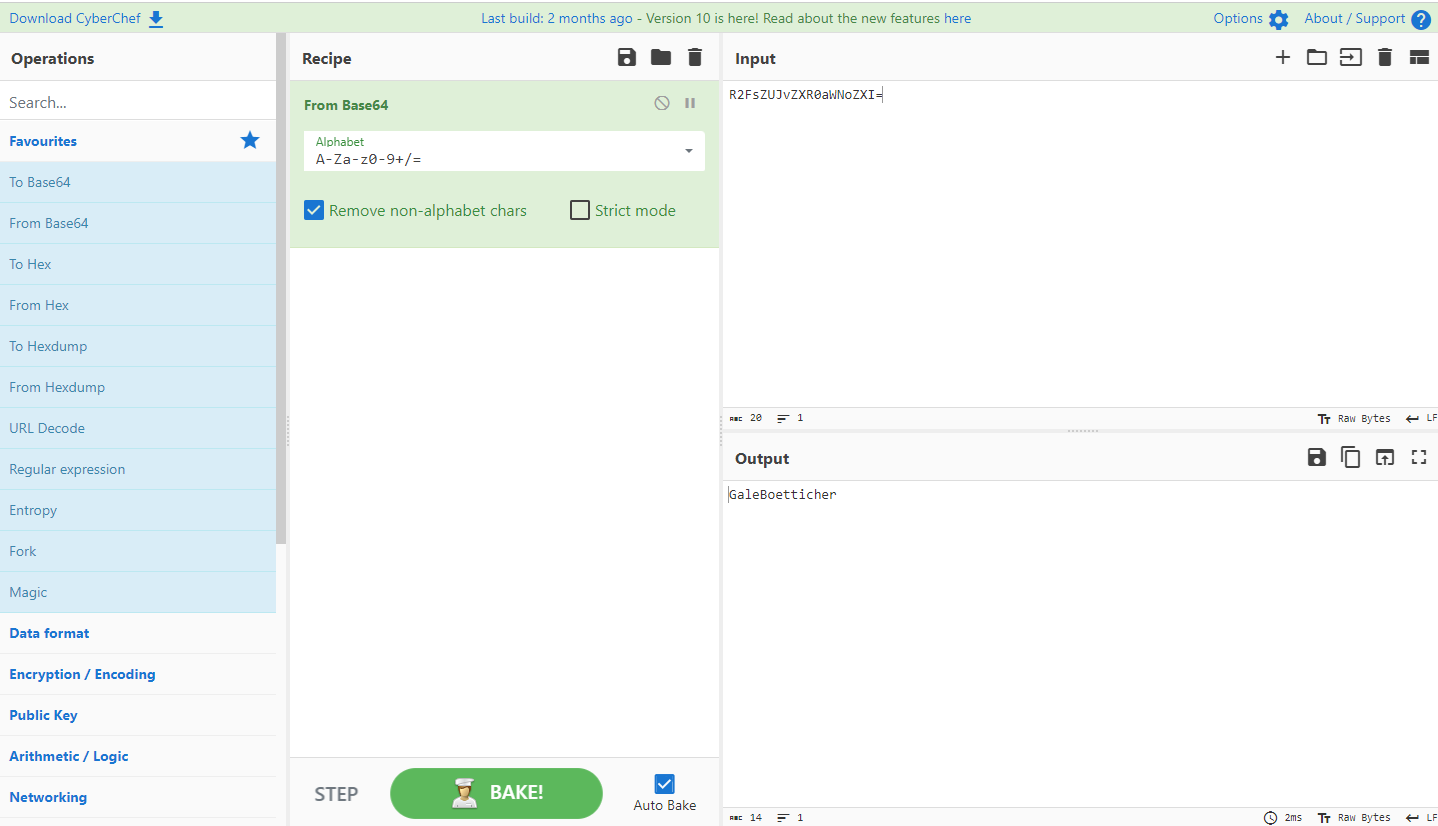 Download CyberChef
Last build: 2 months ago - Version 10 is here! Read about the new features here
Options
About / Support
?
Operations
Search...
Favourites
To Base64
From Base64
To Hex
From Hex
To Hexdump
From Hexdump
URL Decode
Regular expression
Entropy
Fork
Magic
Data format
Encryption / Encoding
Public Key
Arithmetic / Logic
Networking
Recipe
From Base64
Alphabet
A-Za-z0-9+/=
Remove non-alphabet chars
Strict mode
STEP
BAKE!
Auto Bake
Input
R2FsZUJvZXR0aWNoZXI=
ABC 20
1
Tт Raw Bytes
LF
Output
GaleBoetticher
ABC 14
1
2ms
Tт Raw Bytes
LF